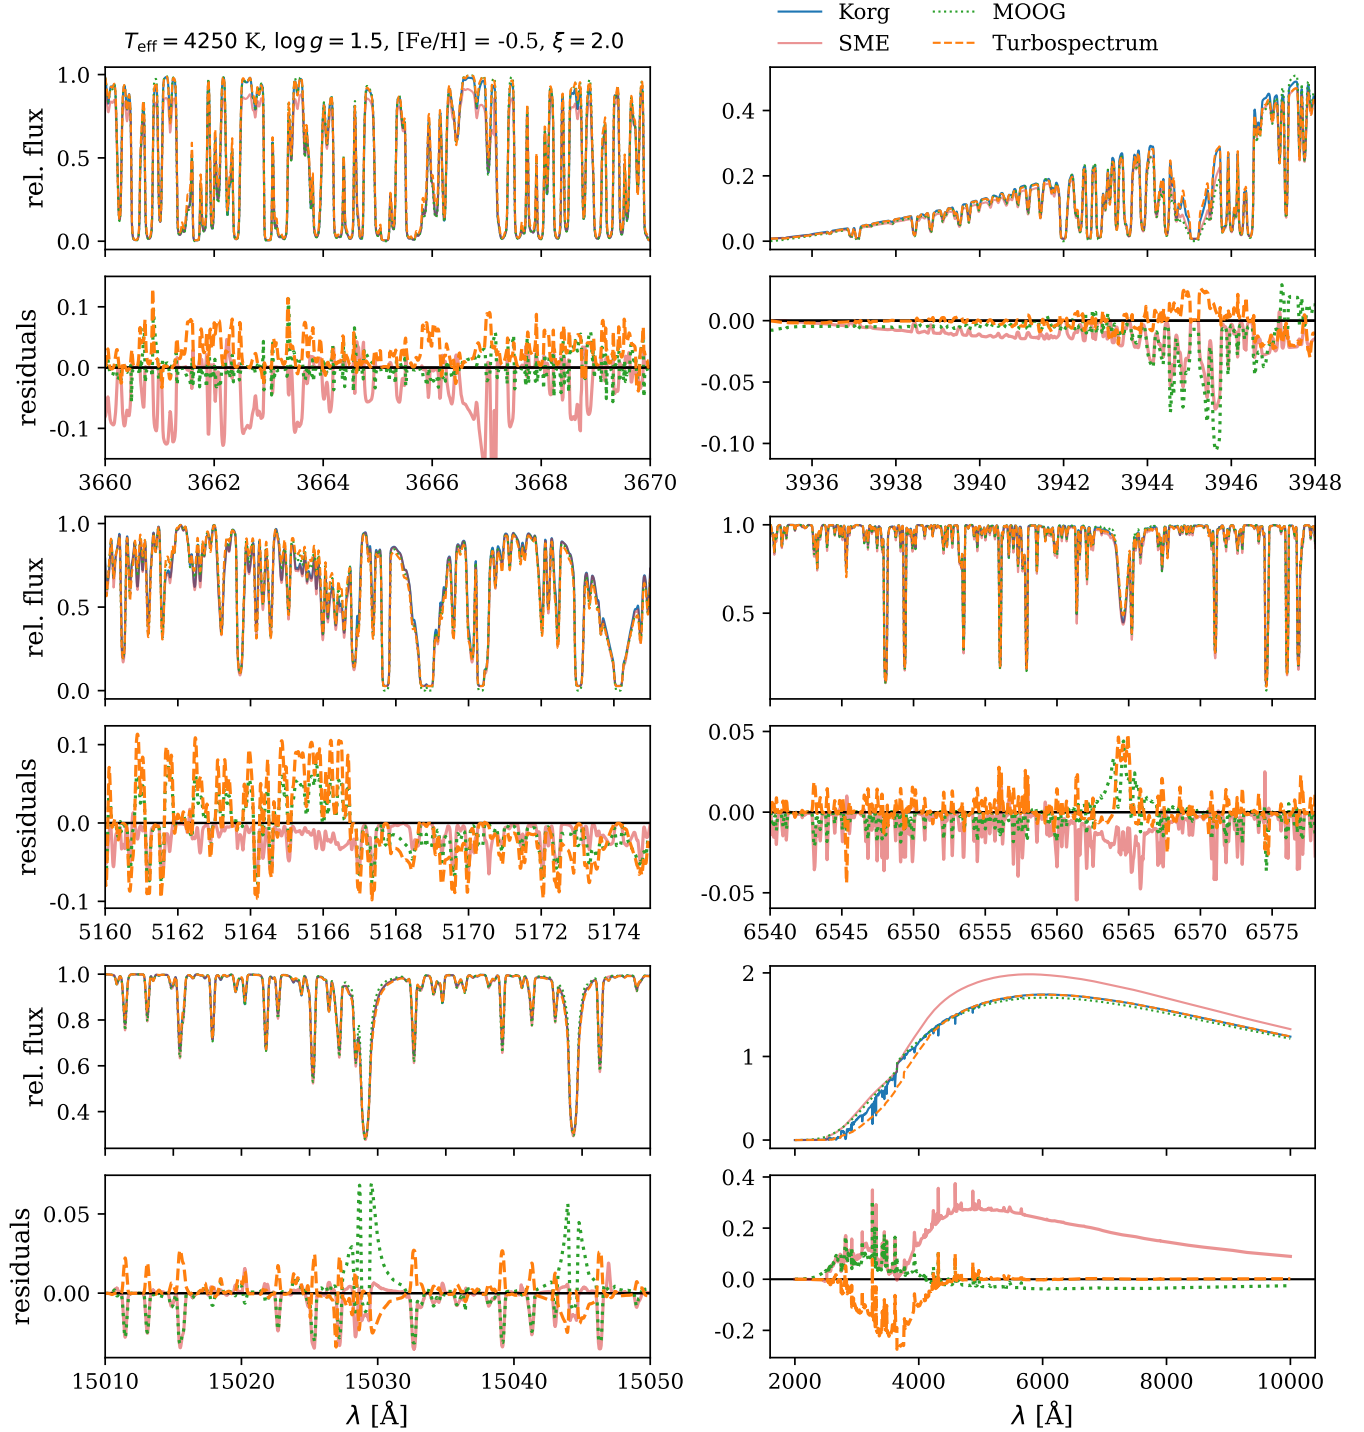 Korg
MOOG
SME
Turbospectrum
T_eff = 4250 K, log g = 1.5, [Fe/H] = -0.5, ξ = 2.0
1.0
0.5
0.0
rel. flux
0.4
0.2
0.0
0.1
0.0
-0.1
residuals
3660 3662 3664 3666 3668 3670
0.00
-0.05
-0.10
3936 3938 3940 3942 3944 3946 3948
1.0
0.5
0.0
rel. flux
1.0
0.5
0.1
0.0
-0.1
residuals
5160 5162 5164 5166 5168 5170 5172 5174
0.05
0.00
-0.05
6540 6545 6550 6555 6560 6565 6570 6575
1.0
0.8
0.6
0.4
rel. flux
2
1
0
0.05
0.00
residuals
15010 15020 15030 15040 15050
λ [Å]
0.4
0.2
0.0
-0.2
2000 4000 6000 8000 10000
λ [Å]